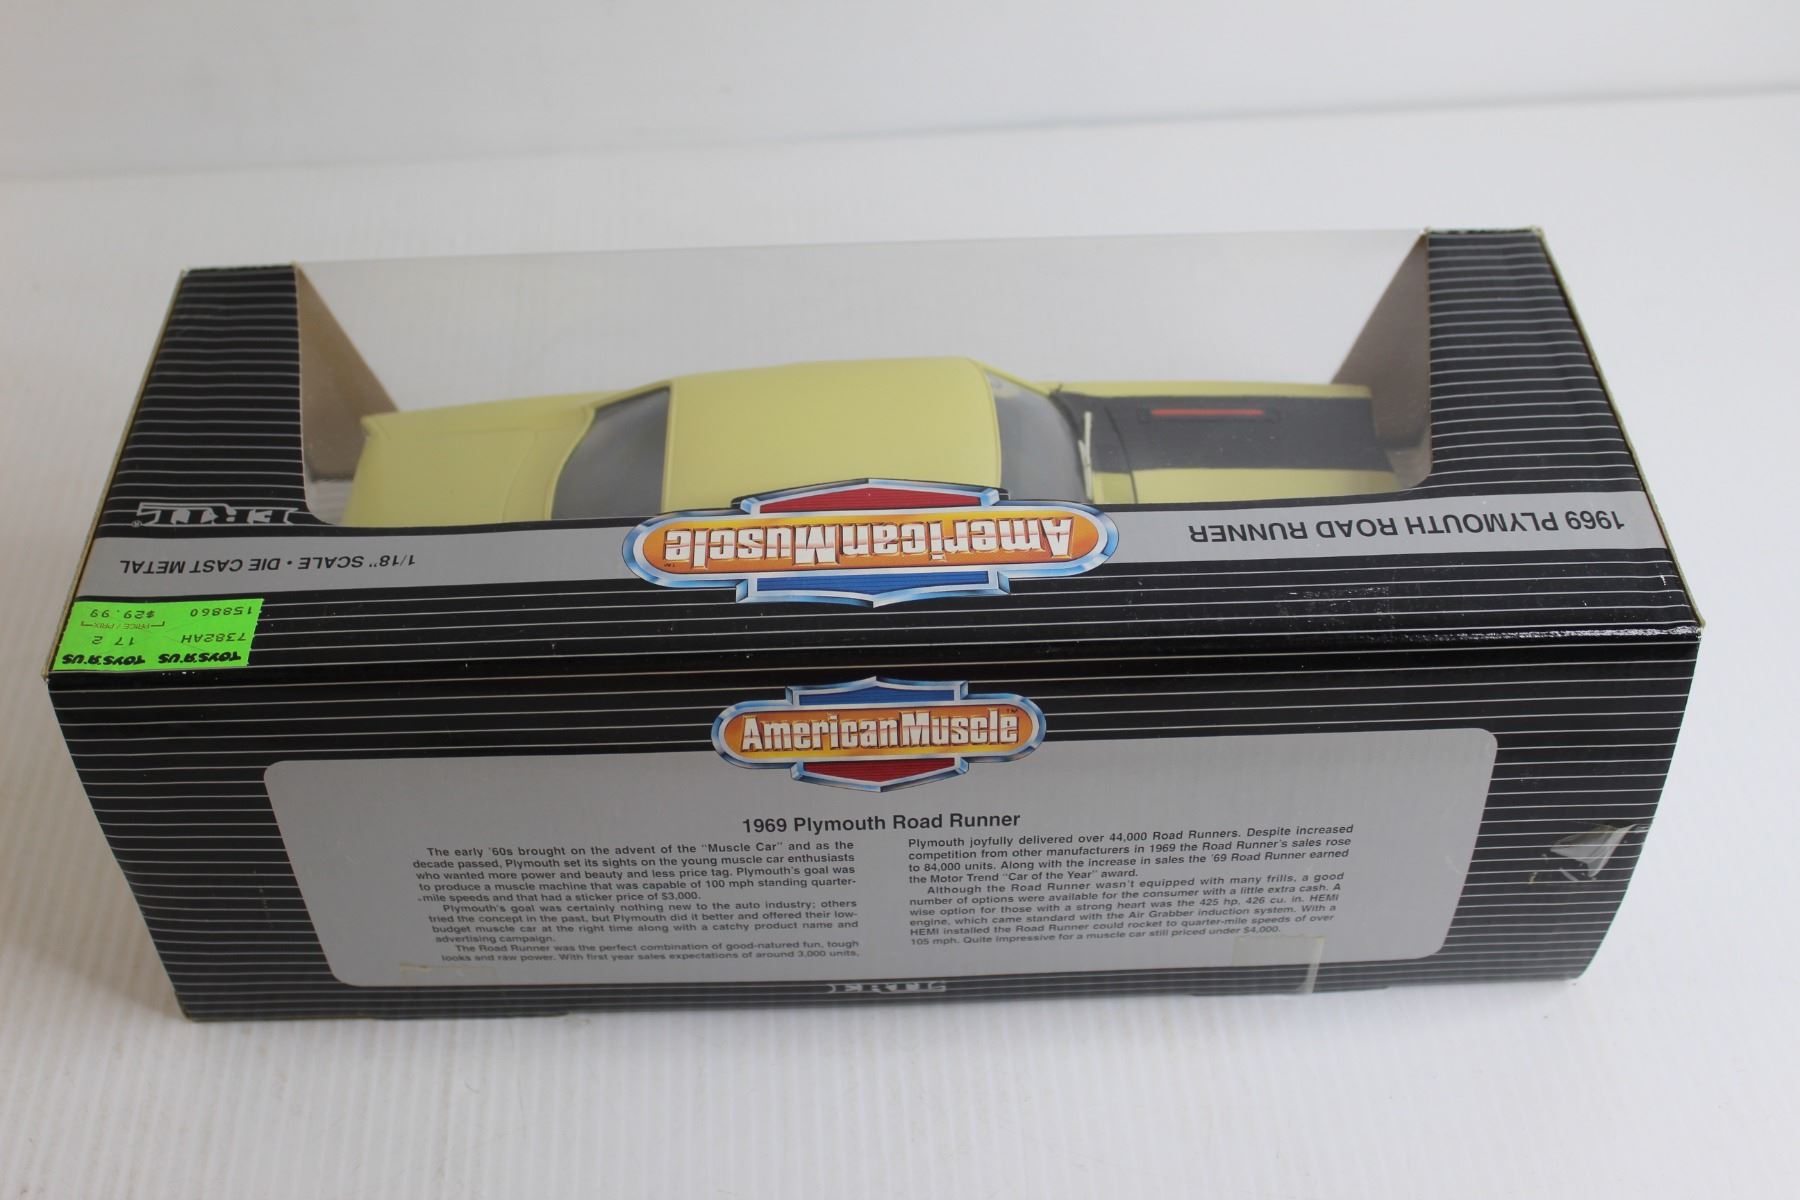 ERTL®
1/18" SCALE • DIE CAST METAL
AmericanMuscle™
1969 PLYMOUTH ROAD RUNNER
TOYS"R"US TOYS"R"US
7382AH 17 2
PRICE / PRIX
158860 $29.99
AmericanMuscle™
1969 Plymouth Road Runner
The early '60s brought on the advent of the "Muscle Car" and as the
decade passed, Plymouth set its sights on the young muscle car enthusiasts
who wanted more power and beauty and less price tag. Plymouth's goal was
to produce a muscle machine that was capable of 100 mph standing quarter-
mile speeds and that had a sticker price of $3,000.
Plymouth's goal was certainly nothing new to the auto industry; others
tried the concept in the past, but Plymouth did it better and offered their low-
budget muscle car at the right time along with a catchy product name and
advertising campaign.
The Road Runner was the perfect combination of good-natured fun, tough
looks and raw power. With first year sales expectations of around 3,000 units,
Plymouth joyfully delivered over 44,000 Road Runners. Despite increased
competition from other manufacturers in 1969 the Road Runner's sales rose
to 84,000 units. Along with the increase in sales the '69 Road Runner earned
the Motor Trend "Car of the Year" award.
Although the Road Runner wasn't equipped with many frills, a good
number of options were available for the consumer with a little extra cash. A
wise option for those with a strong heart was the 425 hp, 426 cu. in. HEMI
engine, which came standard with the Air Grabber induction system. With a
HEMI installed the Road Runner could rocket to quarter-mile speeds of over
105 mph. Quite impressive for a muscle car still priced under $4,000.
ERTL